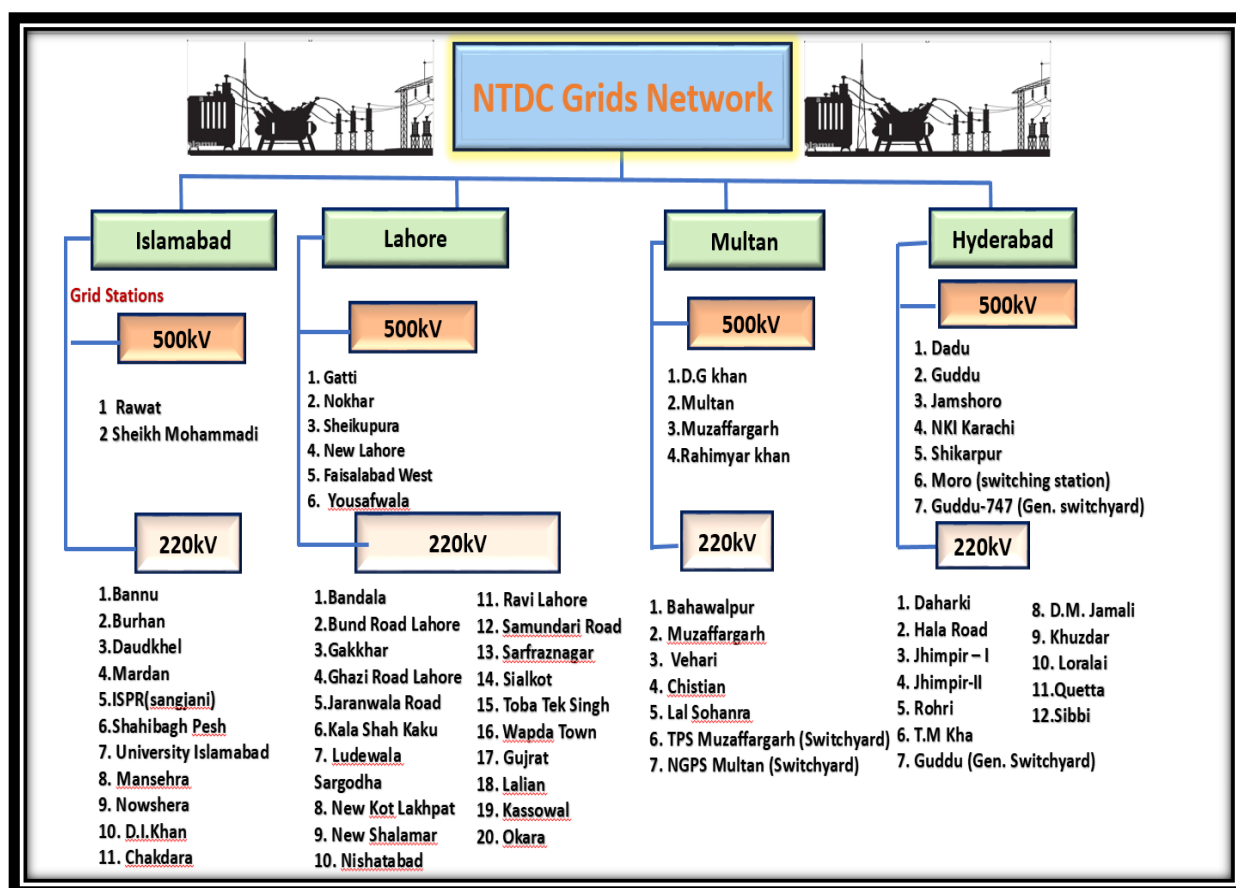 NTDC Grids Network
Islamabad
Grid Stations
500kV
1 Rawat
2 Sheikh Mohammadi
220kV
1.Bannu
2.Burhan
3.Daudkhel
4.Mardan
5.ISPR(sangjani)
6.Shahibagh Pesh
7. University Islamabad
8. Mansehra
9. Nowshera
10. D.I.Khan
11. Chakdara
Lahore
500kV
1. Gatti
2. Nokhar
3. Sheikupura
4. New Lahore
5. Faisalabad West
6. Yousafwala
220kV
1.Bandala
2.Bund Road Lahore
3.Gakkhar
4.Ghazi Road Lahore
5.Jaranwala Road
6.Kala Shah Kaku
7. Ludewala
Sargodha
8. New Kot Lakhpat
9. New Shalamar
10. Nishatabad
11. Ravi Lahore
12. Samundari Road
13. Sarfraznagar
14. Sialkot
15. Toba Tek Singh
16. Wapda Town
17. Gujrat
18. Lalian
19. Kassowal
20. Okara
Multan
500kV
1.D.G khan
2.Multan
3.Muzaffargarh
4.Rahimyar khan
220kV
1. Bahawalpur
2. Muzaffargarh
3. Vehari
4. Chistian
5. Lal Sohanra
6. TPS Muzaffargarh (Switchyard)
7. NGPS Multan (Switchyard)
Hyderabad
500kV
1. Dadu
2. Guddu
3. Jamshoro
4. NKI Karachi
5. Shikarpur
6. Moro (switching station)
7. Guddu-747 (Gen. switchyard)
220kV
1. Daharki
2. Hala Road
3. Jhimpir – I
4. Jhimpir-II
5. Rohri
6. T.M Kha
7. Guddu (Gen. Switchyard)
8. D.M. Jamali
9. Khuzdar
10. Loralai
11.Quetta
12.Sibbi